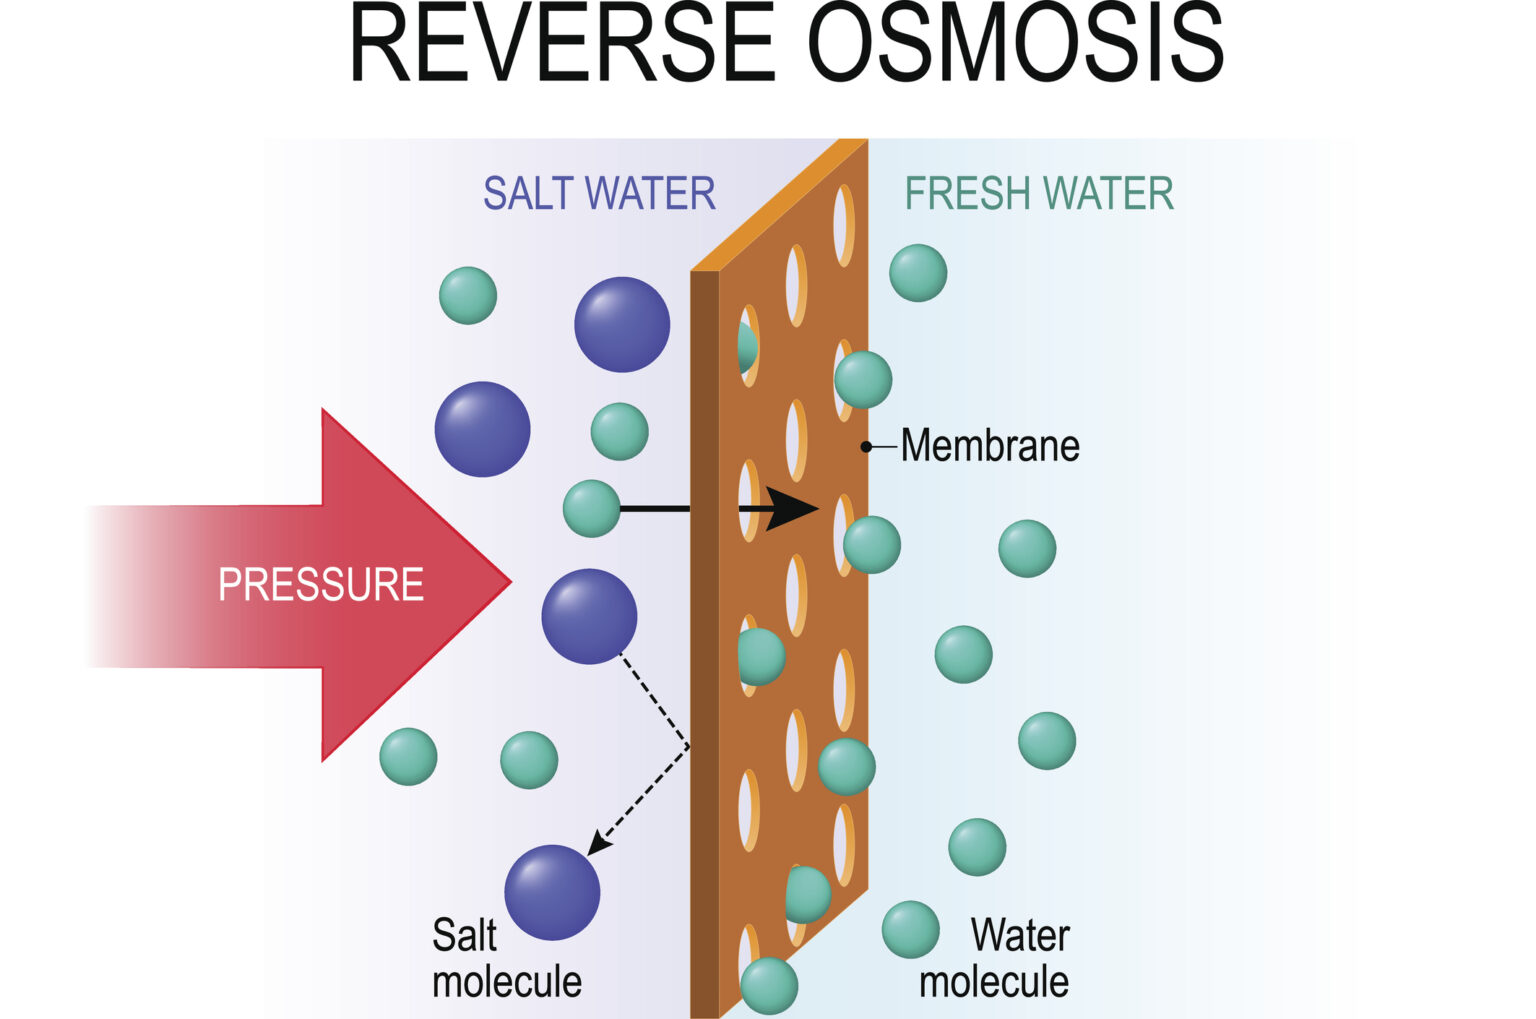 REVERSE OSMOSIS
SALT WATER
FRESH WATER
Membrane
PRESSURE
Salt
molecule
Water
molecule